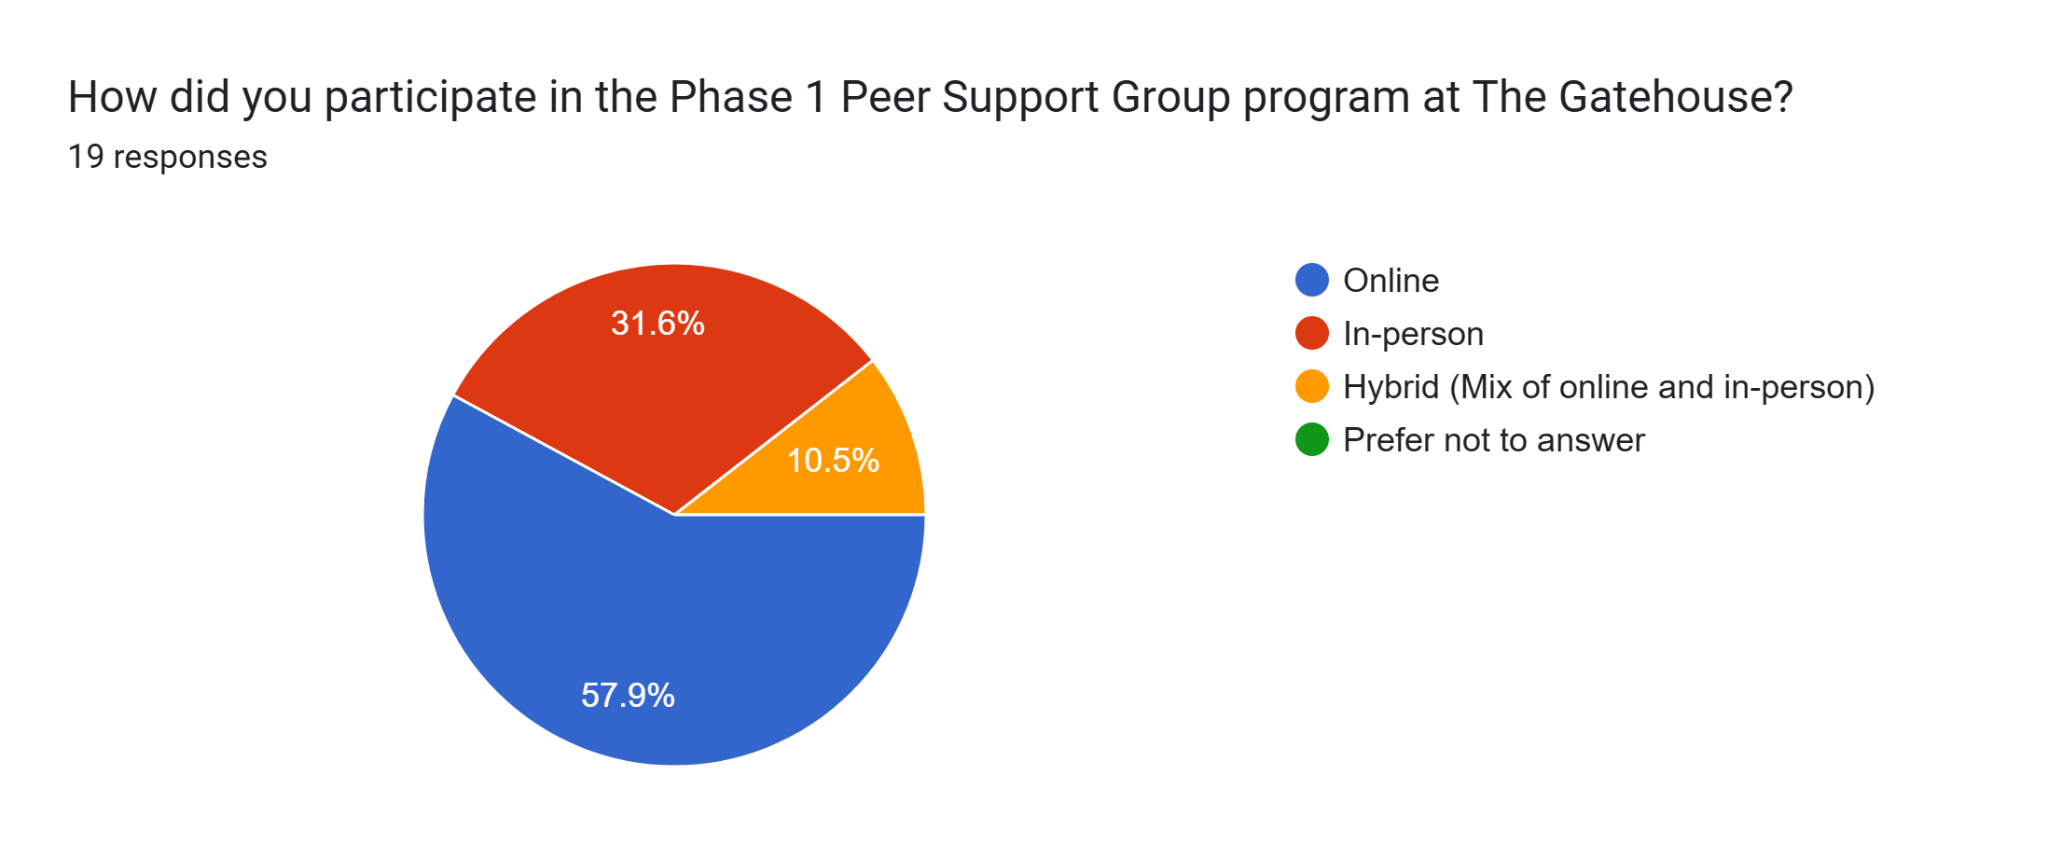 How did you participate in the Phase 1 Peer Support Group program at The Gatehouse?
19 responses
31.6%
10.5%
57.9%
Online
In-person
Hybrid (Mix of online and in-person)
Prefer not to answer